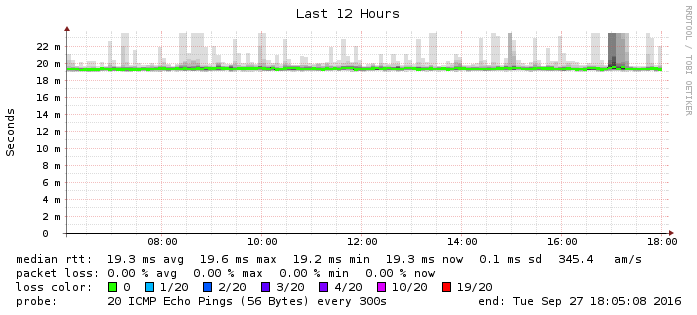 Last 12 Hours
RRDTOOL / TOBI OETIKER
Seconds
22 m
20 m
18 m
16 m
14 m
12 m
10 m
8 m
6 m
4 m
2 m
0
08:00 10:00 12:00 14:00 16:00 18:00
median rtt: 19.3 ms avg 19.6 ms max 19.2 ms min 19.3 ms now 0.1 ms sd 345.4 am/s
packet loss: 0.00 % avg 0.00 % max 0.00 % min 0.00 % now
loss color: 0 1/20 2/20 3/20 4/20 10/20 19/20
probe: 20 ICMP Echo Pings (56 Bytes) every 300s end: Tue Sep 27 18:05:08 2016